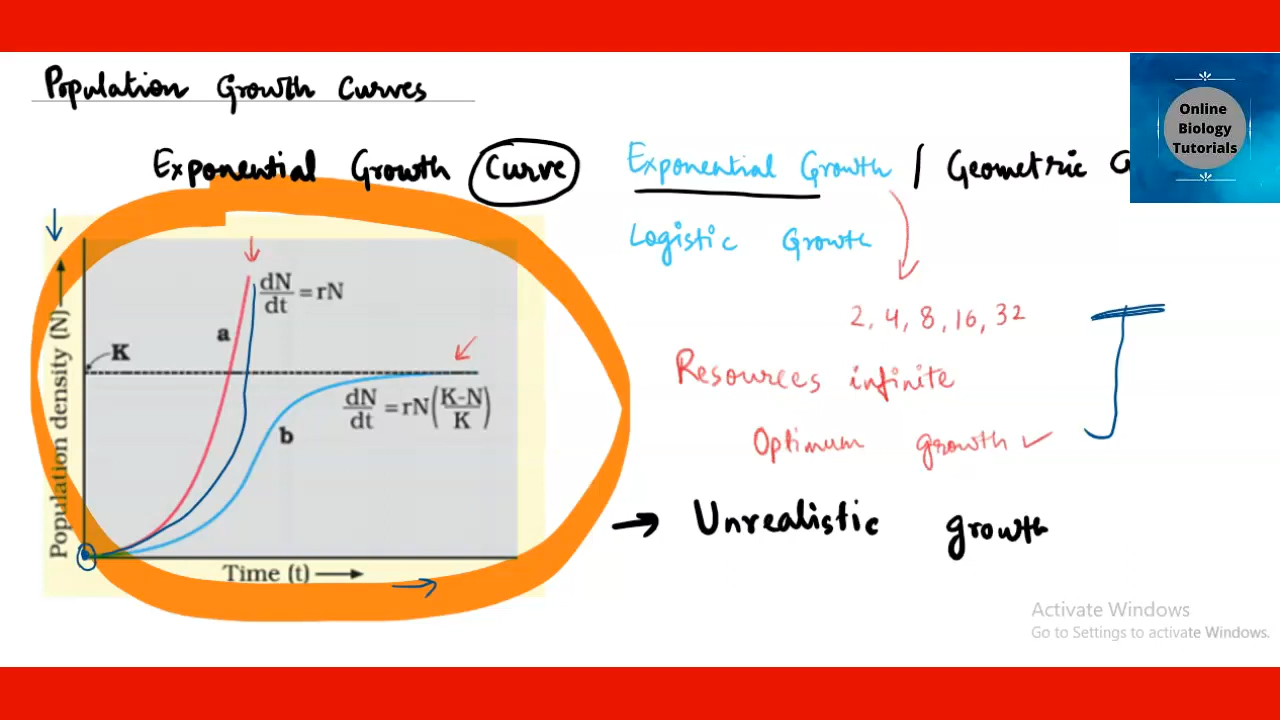 Population Growth Curves
Online
Biology
Tutorials
Exponential Growth Curve
Exponential Growth / Geometric G
Logistic Growth
dN/dt = rN
a
K
dN/dt = rN(K-N/K)
b
Population density (N)
Time (t)
2, 4, 8, 16, 32
Resources infinite
Optimum growth ✓
→ Unrealistic growth
Activate Windows
Go to Settings to activate Windows.